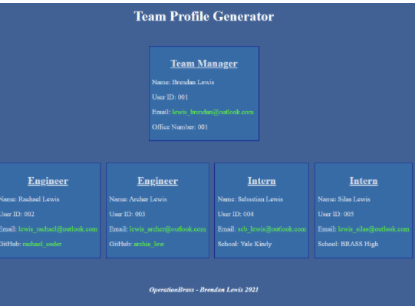 Team Profile Generator
Team Manager
Name: Brendan Lewis
User ID: 001
Email: lewis_brendan@outlook.com
Office Number: 001
Engineer
Name: Rachael Lewis
User ID: 002
Email: lewis_rachael@outlook.com
GitHub: rachael_coder
Engineer
Name: Archer Lewis
User ID: 003
Email: lewis_archer@outlook.com
GitHub: archie_lew
Intern
Name: Sebastian Lewis
User ID: 004
Email: seb_lewis@outlook.com
School: Yale Kindy
Intern
Name: Silas Lewis
User ID: 005
Email: lewis_silas@outlook.com
School: BRASS High
OperationBrass - Brendan Lewis 2021